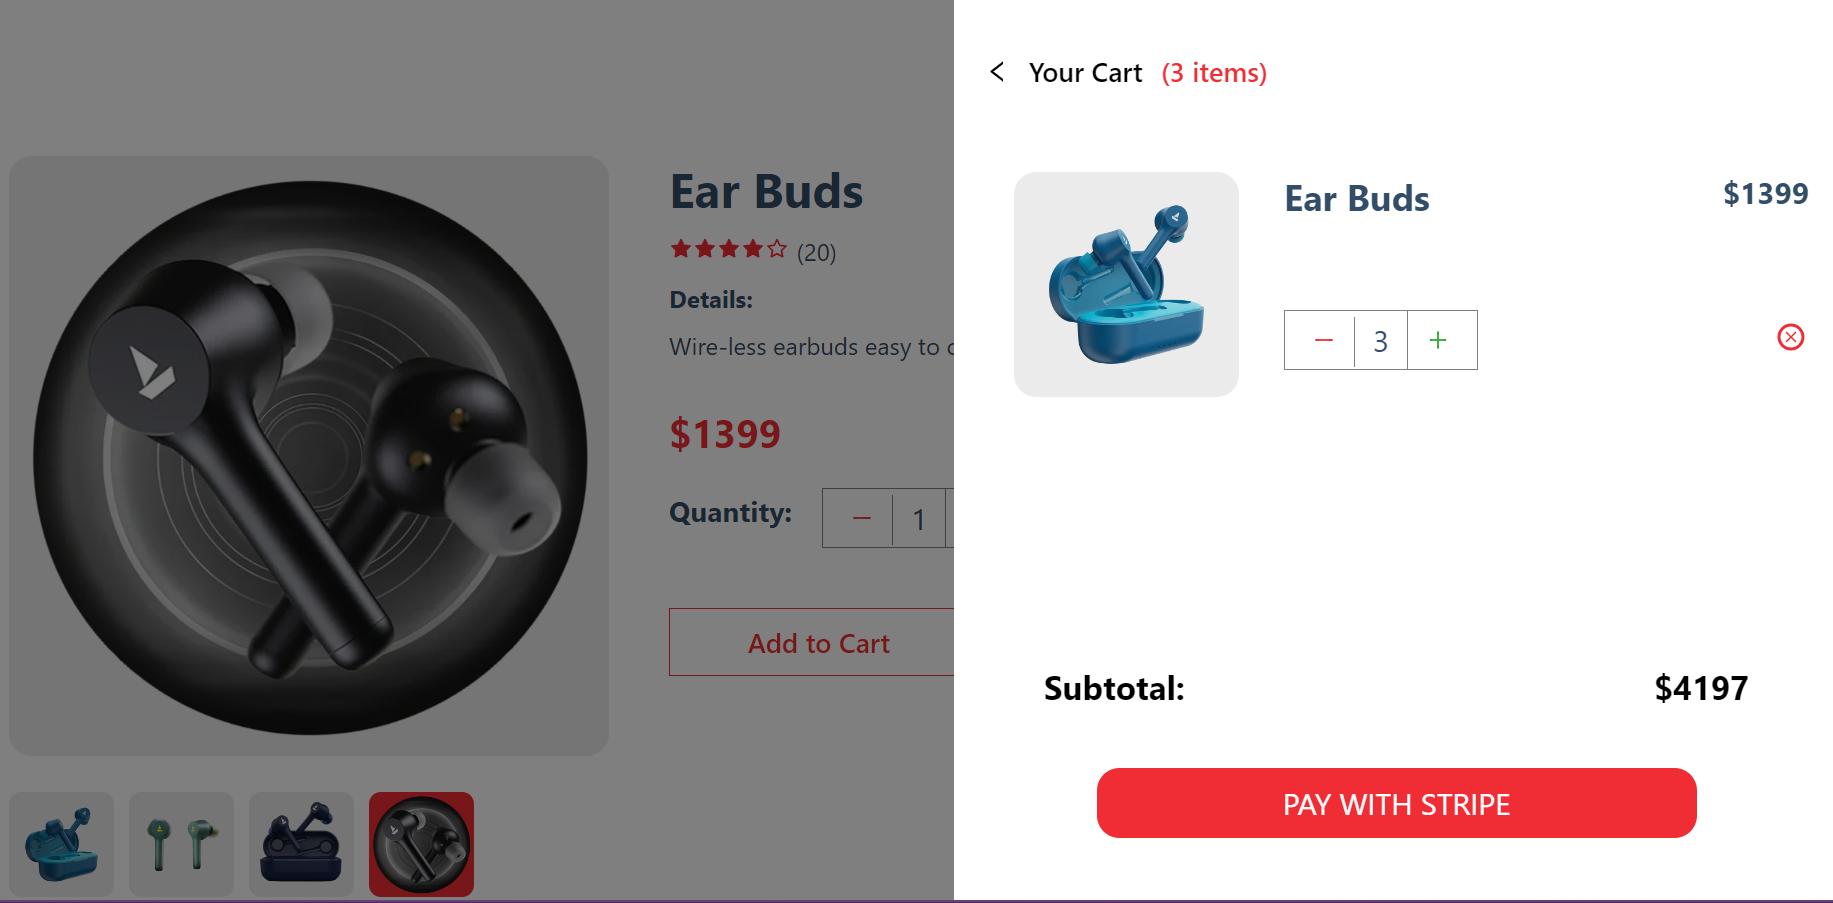 Ear Buds
(20)
Details:
Wire-less earbuds easy to
$1399
Quantity:
1
Add to Cart
Your Cart (3 items)
Ear Buds
$1399
3
Subtotal:
$4197
PAY WITH STRIPE